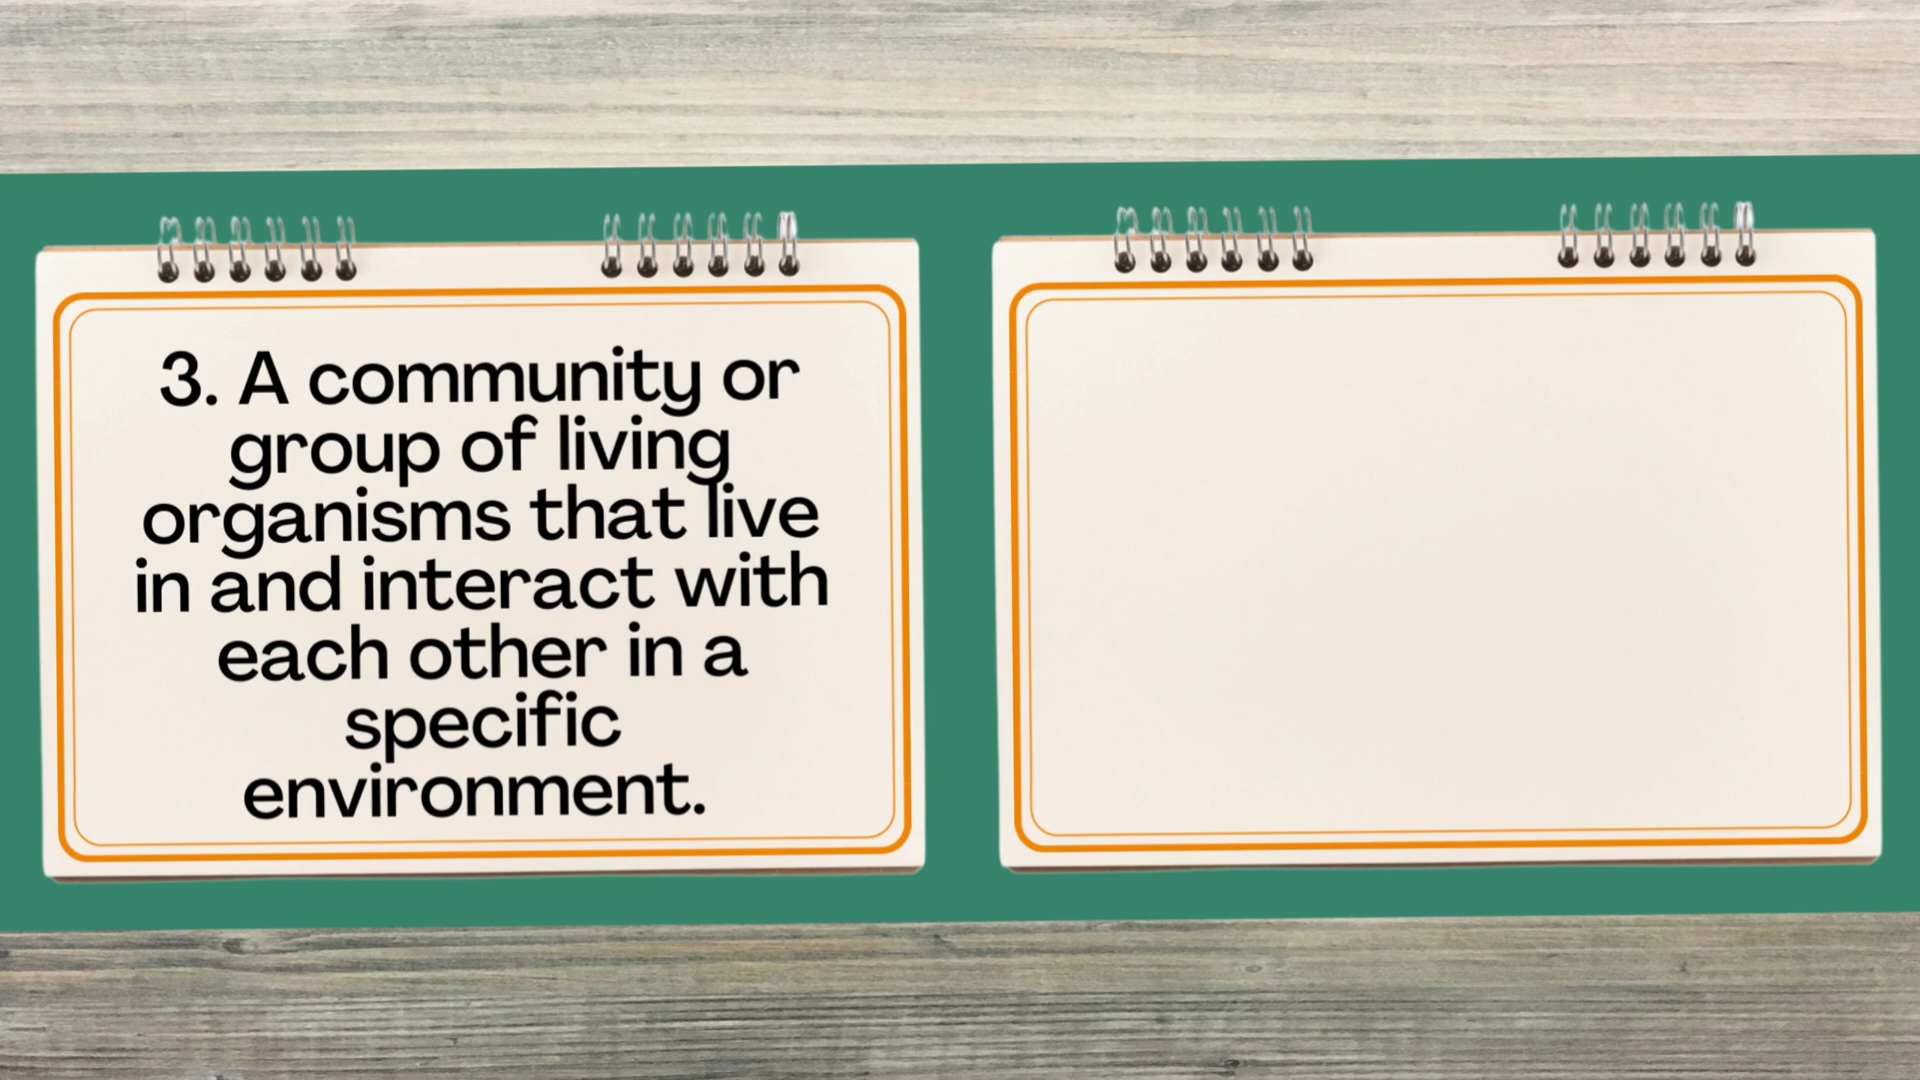 3. A community or
group of living
organisms that live
in and interact with
each other in a
specific
environment.